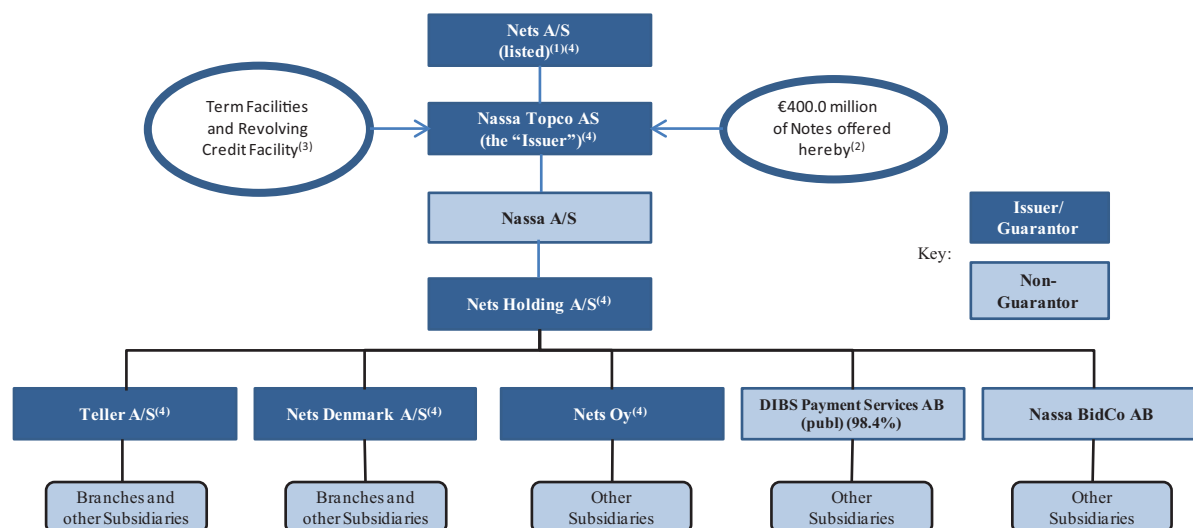 Nets A/S
(listed)(1)(4)
Term Facilities
and Revolving
Credit Facility(3)
Nassa Topco AS
(the “Issuer”)(4)
€400.0 million
of Notes offered
hereby(2)
Nassa A/S
Key:
Issuer/
Guarantor
Non-
Guarantor
Nets Holding A/S(4)
Teller A/S(4)
Nets Denmark A/S(4)
Nets Oy(4)
DIBS Payment Services AB
(publ) (98.4%)
Nassa BidCo AB
Branches and
other Subsidiaries
Branches and
other Subsidiaries
Other
Subsidiaries
Other
Subsidiaries
Other
Subsidiaries